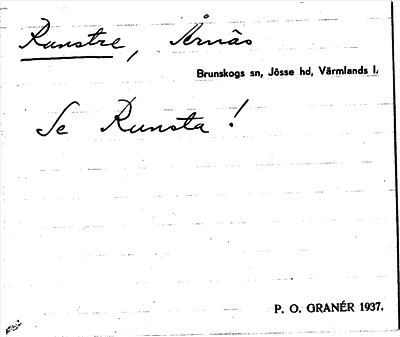 Runstre, Årnäs
Brunskogs sn, Jösse hd, Värmlands l.
Se Runsta!
P. O. GRANÉR 1937.